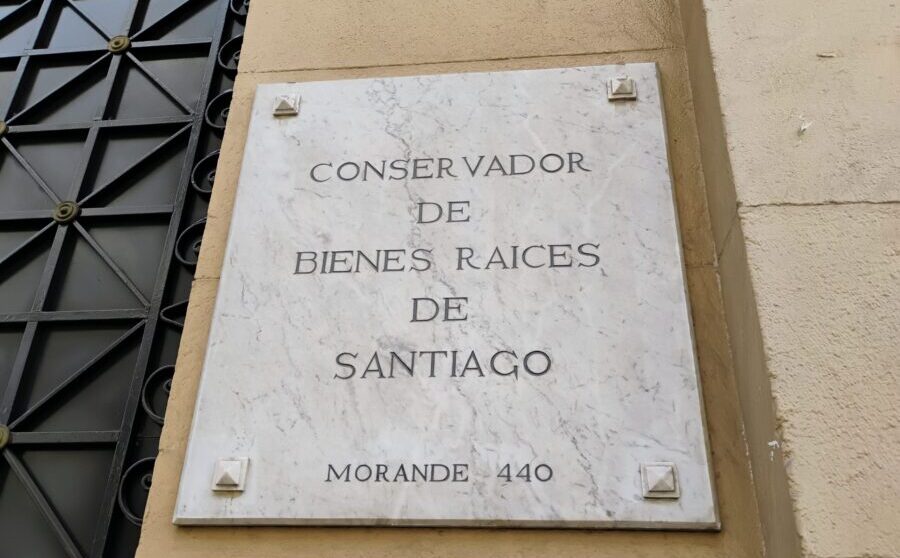 CONSERVADOR
DE
BIENES RAICES
DE
SANTIAGO
MORANDE 440